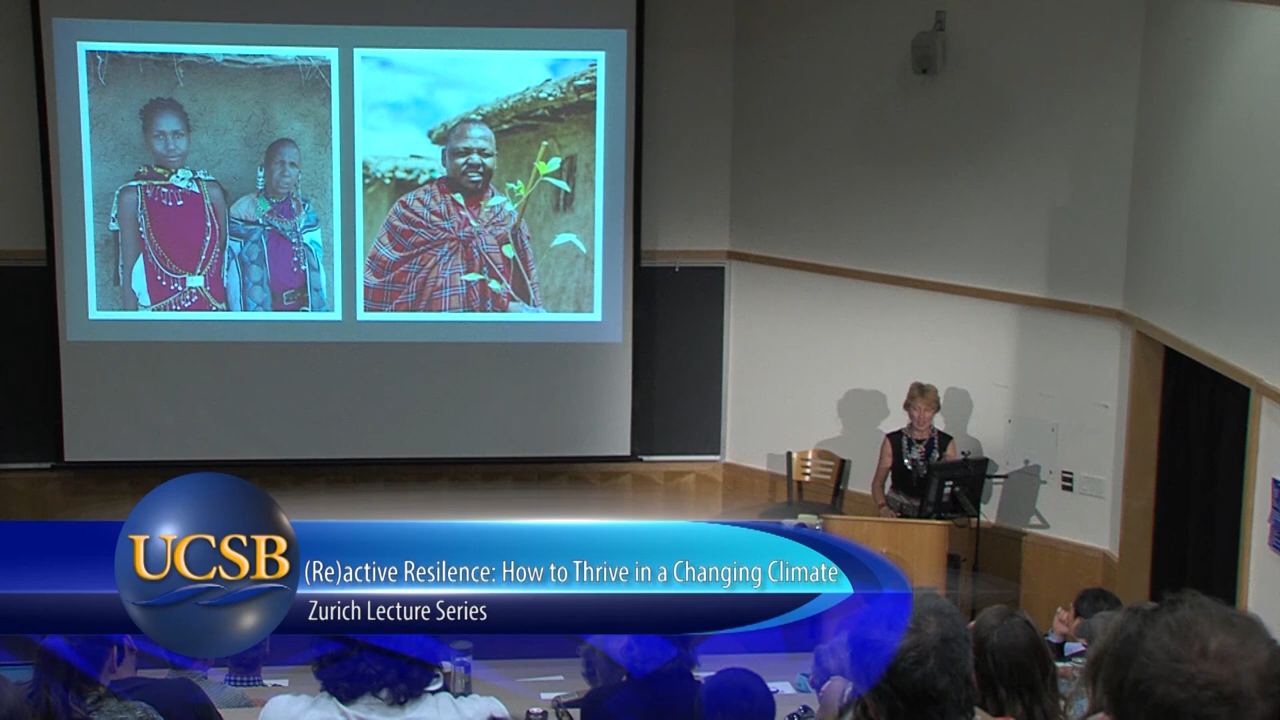 UCSB
(Re)active Resilence: How to Thrive in a Changing Climate
Zurich Lecture Series